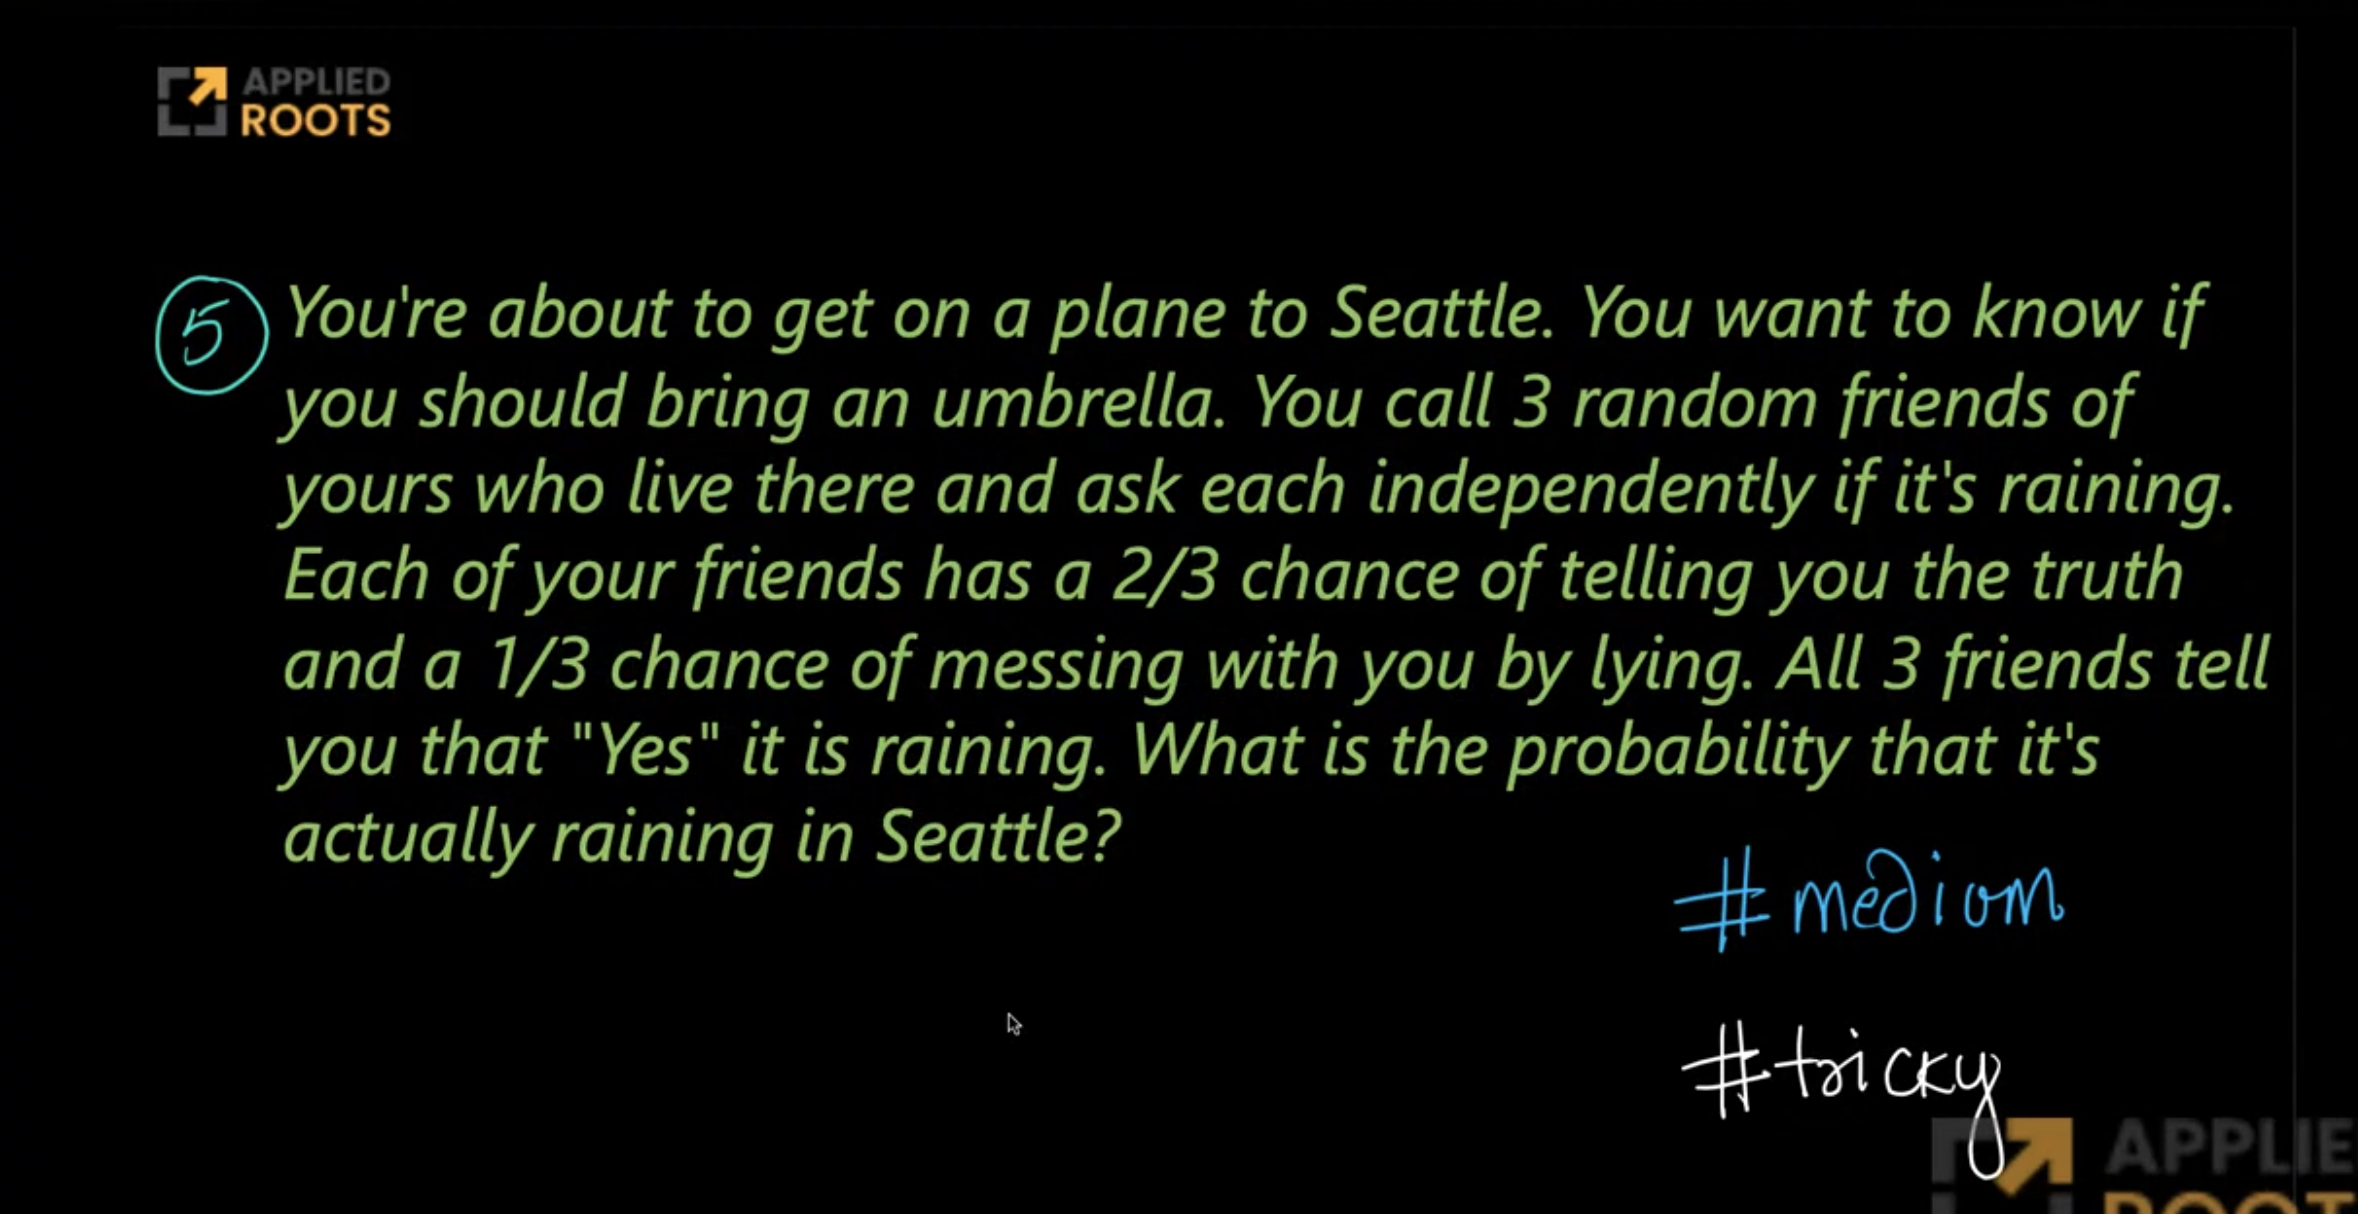 APPLIED
ROOTS
5
You're about to get on a plane to Seattle. You want to know if
you should bring an umbrella. You call 3 random friends of
yours who live there and ask each independently if it's raining.
Each of your friends has a 2/3 chance of telling you the truth
and a 1/3 chance of messing with you by lying. All 3 friends tell
you that "Yes" it is raining. What is the probability that it's
actually raining in Seattle?
#medium
#tricky
APPLIE
ROOT